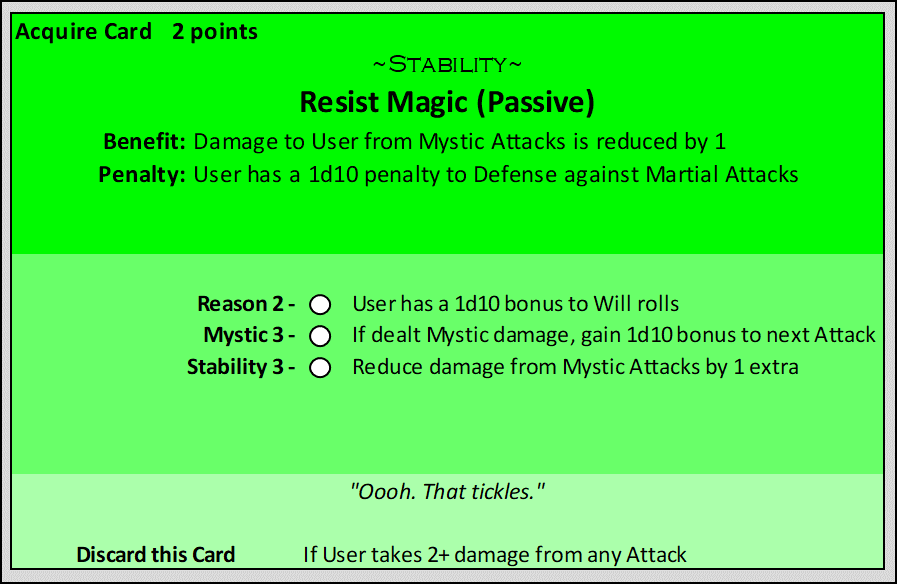 Acquire Card 2 points
~STABILITY~
Resist Magic (Passive)
Benefit: Damage to User from Mystic Attacks is reduced by 1
Penalty: User has a 1d10 penalty to Defense against Martial Attacks
Reason 2 - User has a 1d10 bonus to Will rolls
Mystic 3 - If dealt Mystic damage, gain 1d10 bonus to next Attack
Stability 3 - Reduce damage from Mystic Attacks by 1 extra
"Oooh. That tickles."
Discard this Card If User takes 2+ damage from any Attack